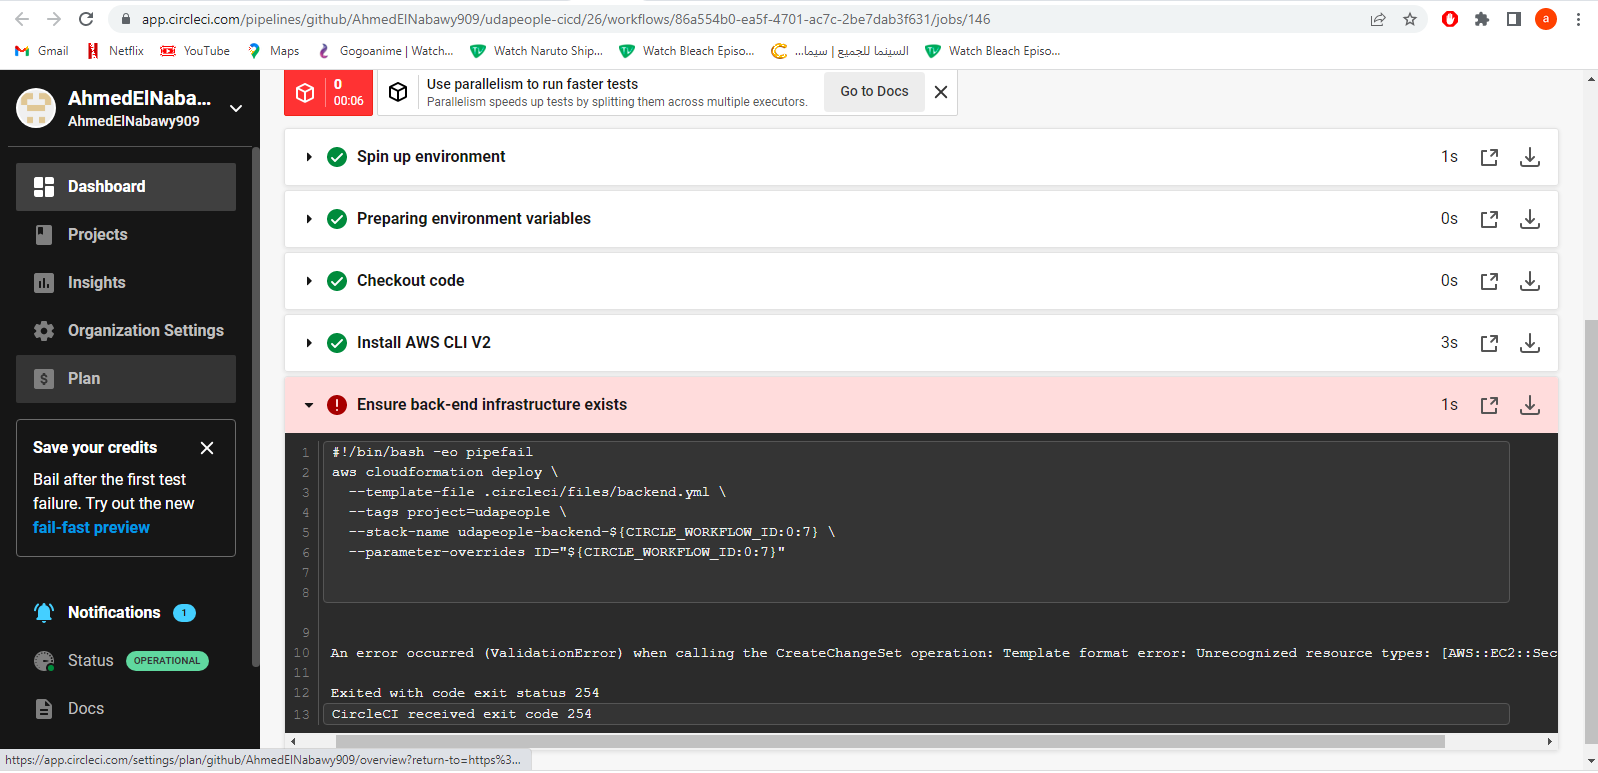 app.circleci.com/pipelines/github/AhmedElNabawy909/udapeople-cicd/26/workflows/86a554b0-ea5f-4701-ac7c-2be7dab3f631/jobs/146
a
Gmail
Netflix
YouTube
Maps
Gogoanime | Watch...
Watch Naruto Ship...
Watch Bleach Episo...
السينما للجميع | سيما...
Watch Bleach Episo...
AhmedElNaba...
AhmedElNabawy909
Dashboard
Projects
Insights
Organization Settings
Plan
Save your credits
Bail after the first test
failure. Try out the new
fail-fast preview
Notifications 1
Status OPERATIONAL
Docs
0
00:06
Use parallelism to run faster tests
Parallelism speeds up tests by splitting them across multiple executors.
Go to Docs
Spin up environment 1s
Preparing environment variables 0s
Checkout code 0s
Install AWS CLI V2 3s
Ensure back-end infrastructure exists 1s
1 #!/bin/bash -eo pipefail
2 aws cloudformation deploy \
3 --template-file .circleci/files/backend.yml \
4 --tags project=udapeople \
5 --stack-name udapeople-backend-${CIRCLE_WORKFLOW_ID:0:7} \
6 --parameter-overrides ID="${CIRCLE_WORKFLOW_ID:0:7}"
7
8
9
10 An error occurred (ValidationError) when calling the CreateChangeSet operation: Template format error: Unrecognized resource types: [AWS::EC2::Sec
11
12 Exited with code exit status 254
13 CircleCI received exit code 254
https://app.circleci.com/settings/plan/github/AhmedElNabawy909/overview?return-to=https%3...